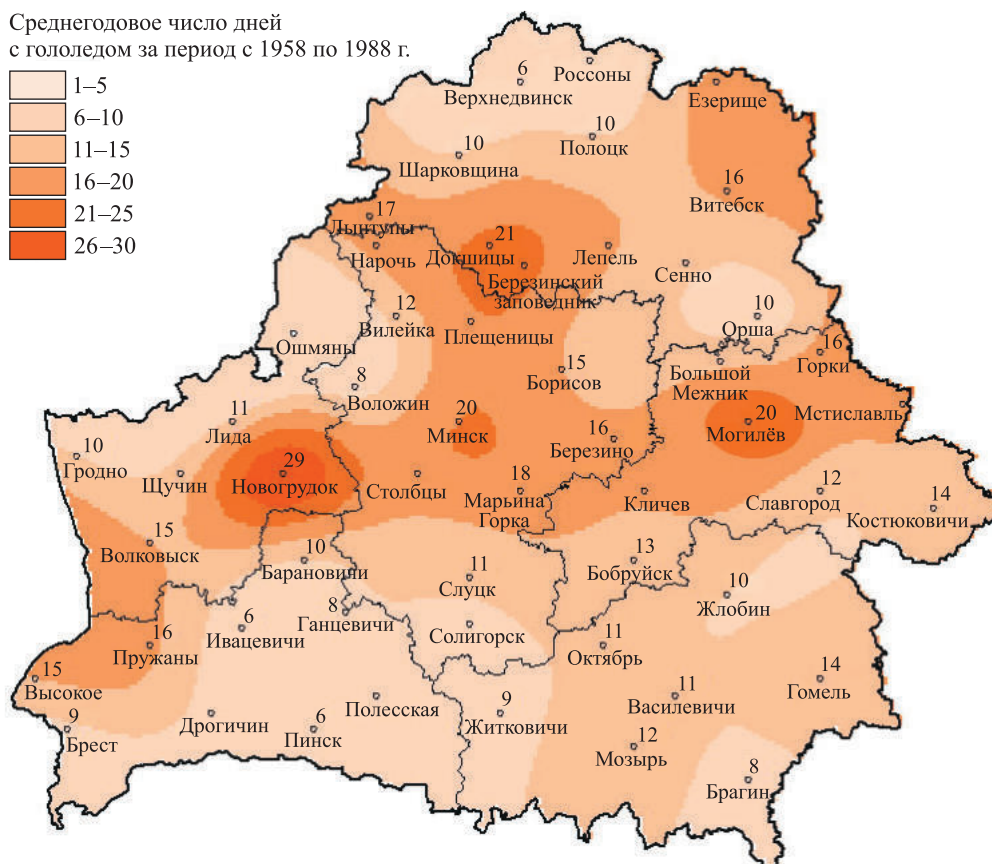 Среднегодовое число дней
с гололедом за период с 1958 по 1988 г.
1–5
6–10
11–15
16–20
21–25
26–30
Россоны
6
Верхнедвинск
Езерище
10
Полоцк
10
Шарковщина
16
Витебск
17
Лынтупы
Нарочь
21
Докшицы
Лепель
Березинский
заповедник
Сенно
12
Вилейка
Плещеницы
10
Орша
Ошмяны
15
Борисов
Большой
Межник
16
Горки
8
Воложин
Мстиславль
11
Лида
20
Минск
20
Могилёв
16
Березино
10
Гродно
Щучин
29
Новогрудок
Столбцы
18
Марьина
Горка
Кличев
12
Славгород
14
Костюковичи
15
Волковыск
10
Барановичи
11
Слуцк
13
Бобруйск
10
Жлобин
6
Ивацевичи
8
Ганцевичи
Солигорск
16
Пружаны
11
Октябрь
15
Высокое
14
Гомель
11
Василевичи
Полесская
9
Брест
Дрогичин
6
Пинск
9
Житковичи
12
Мозырь
8
Брагин